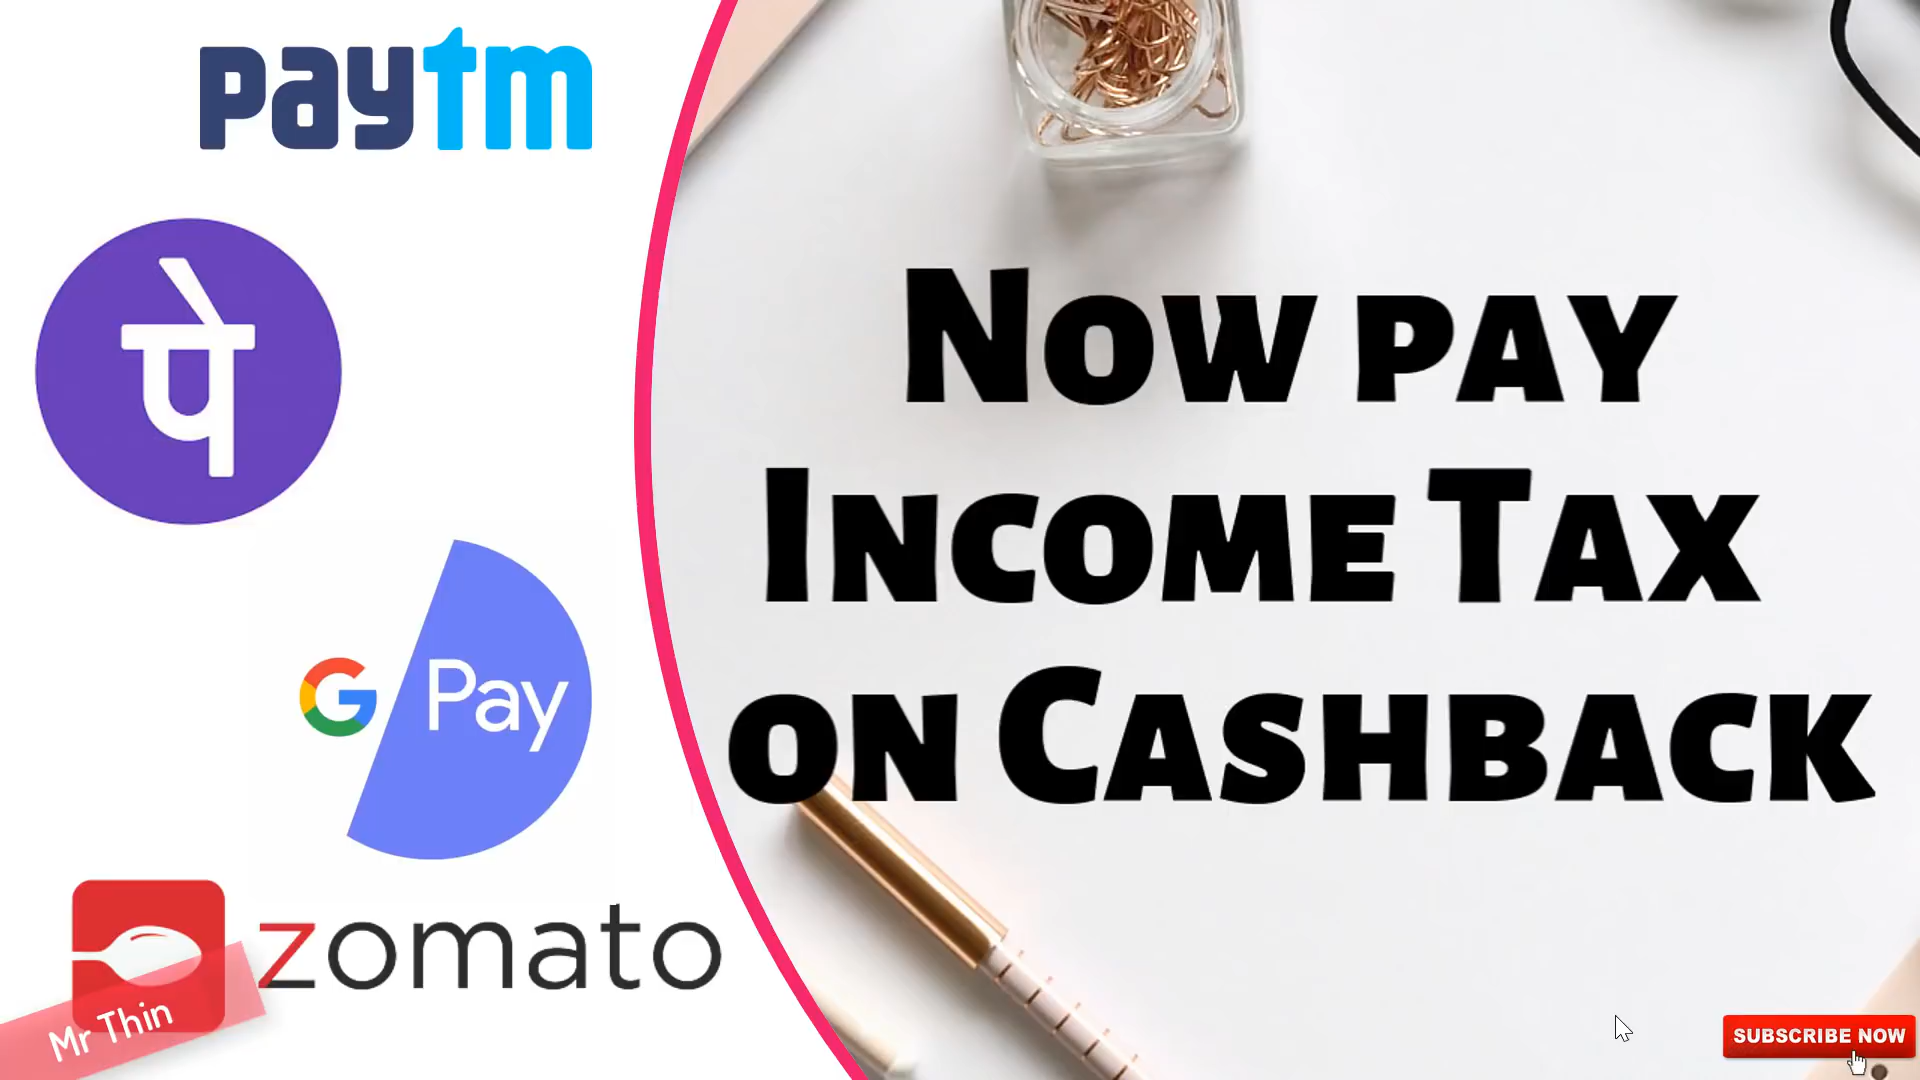 paytm
पे
G Pay
zomato
Mr Thin
NOW PAY
INCOME TAX
ON CASHBACK
SUBSCRIBE NOW